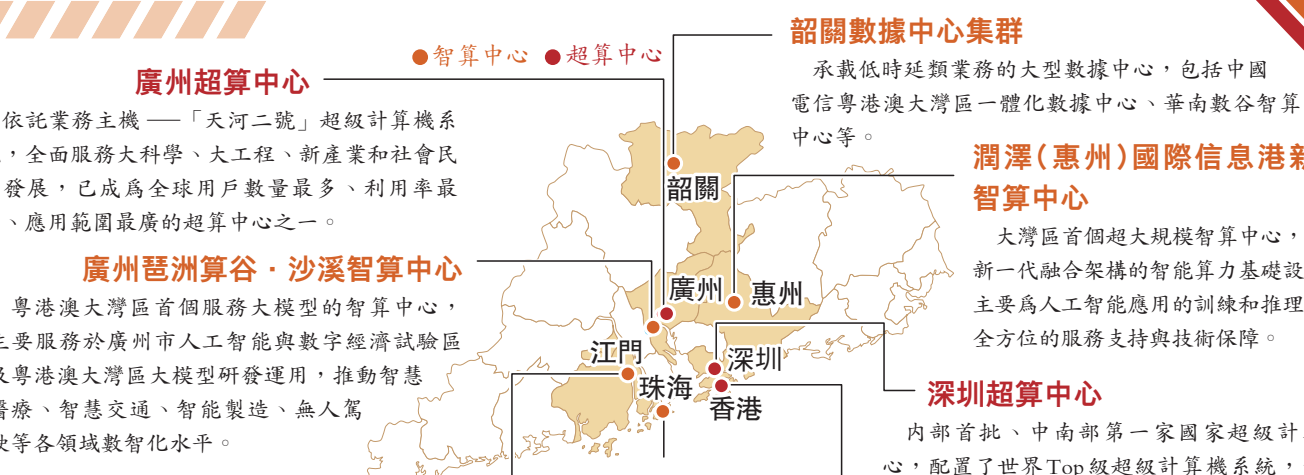 ●智算中心 ●超算中心
廣州超算中心
依託業務主機 ——「天河二號」超級計算機系
，全面服務大科學、大工程、新產業和社會民
發展，已成爲全球用戶數量最多、利用率最
、應用範圍最廣的超算中心之一。
廣州琶洲算谷·沙溪智算中心
粵港澳大灣區首個服務大模型的智算中心，
主要服務於廣州市人工智能與數字經濟試驗區
及粵港澳大灣區大模型研發運用，推動智慧
醫療、智慧交通、智能製造、無人駕
駛等各領域數智化水平。
韶關
廣州
惠州
江門
深圳
珠海
香港
韶關數據中心集群
承載低時延類業務的大型數據中心，包括中國
電信粵港澳大灣區一體化數據中心、華南數谷智算
中心等。
潤澤（惠州）國際信息港新
智算中心
大灣區首個超大規模智算中心，
新一代融合架構的智能算力基礎設
主要爲人工智能應用的訓練和推理
全方位的服務支持與技術保障。
深圳超算中心
內部首批、中南部第一家國家超級計
心，配置了世界Top級超級計算機系統，